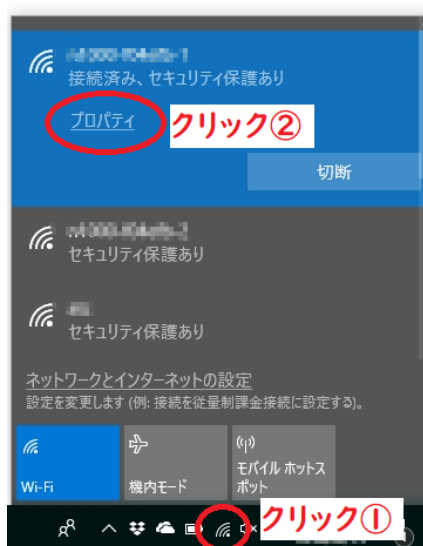 接続済み、セキュリティ保護あり
プロパティ
クリック②
切断
セキュリティ保護あり
セキュリティ保護あり
ネットワークとインターネットの設定
設定を変更します (例: 接続を従量制課金接続に設定する)。
Wi-Fi
機内モード
モバイル ホットス
ポット
クリック①